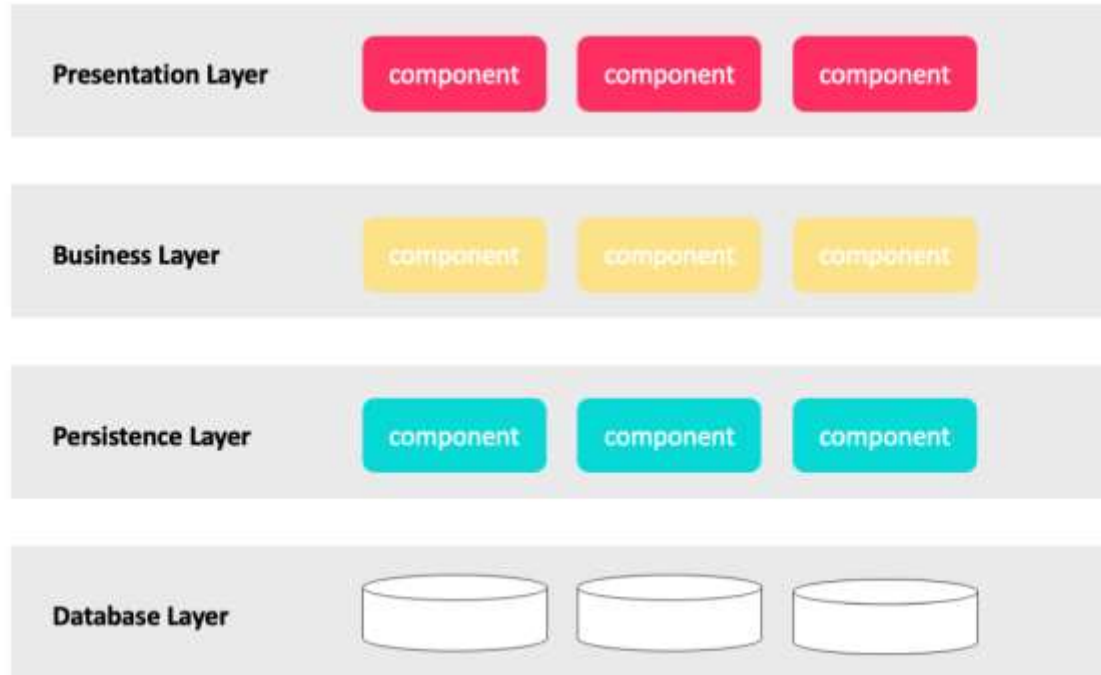 Presentation Layer component component component
Business Layer component component component
Persistence Layer component component component
Database Layer